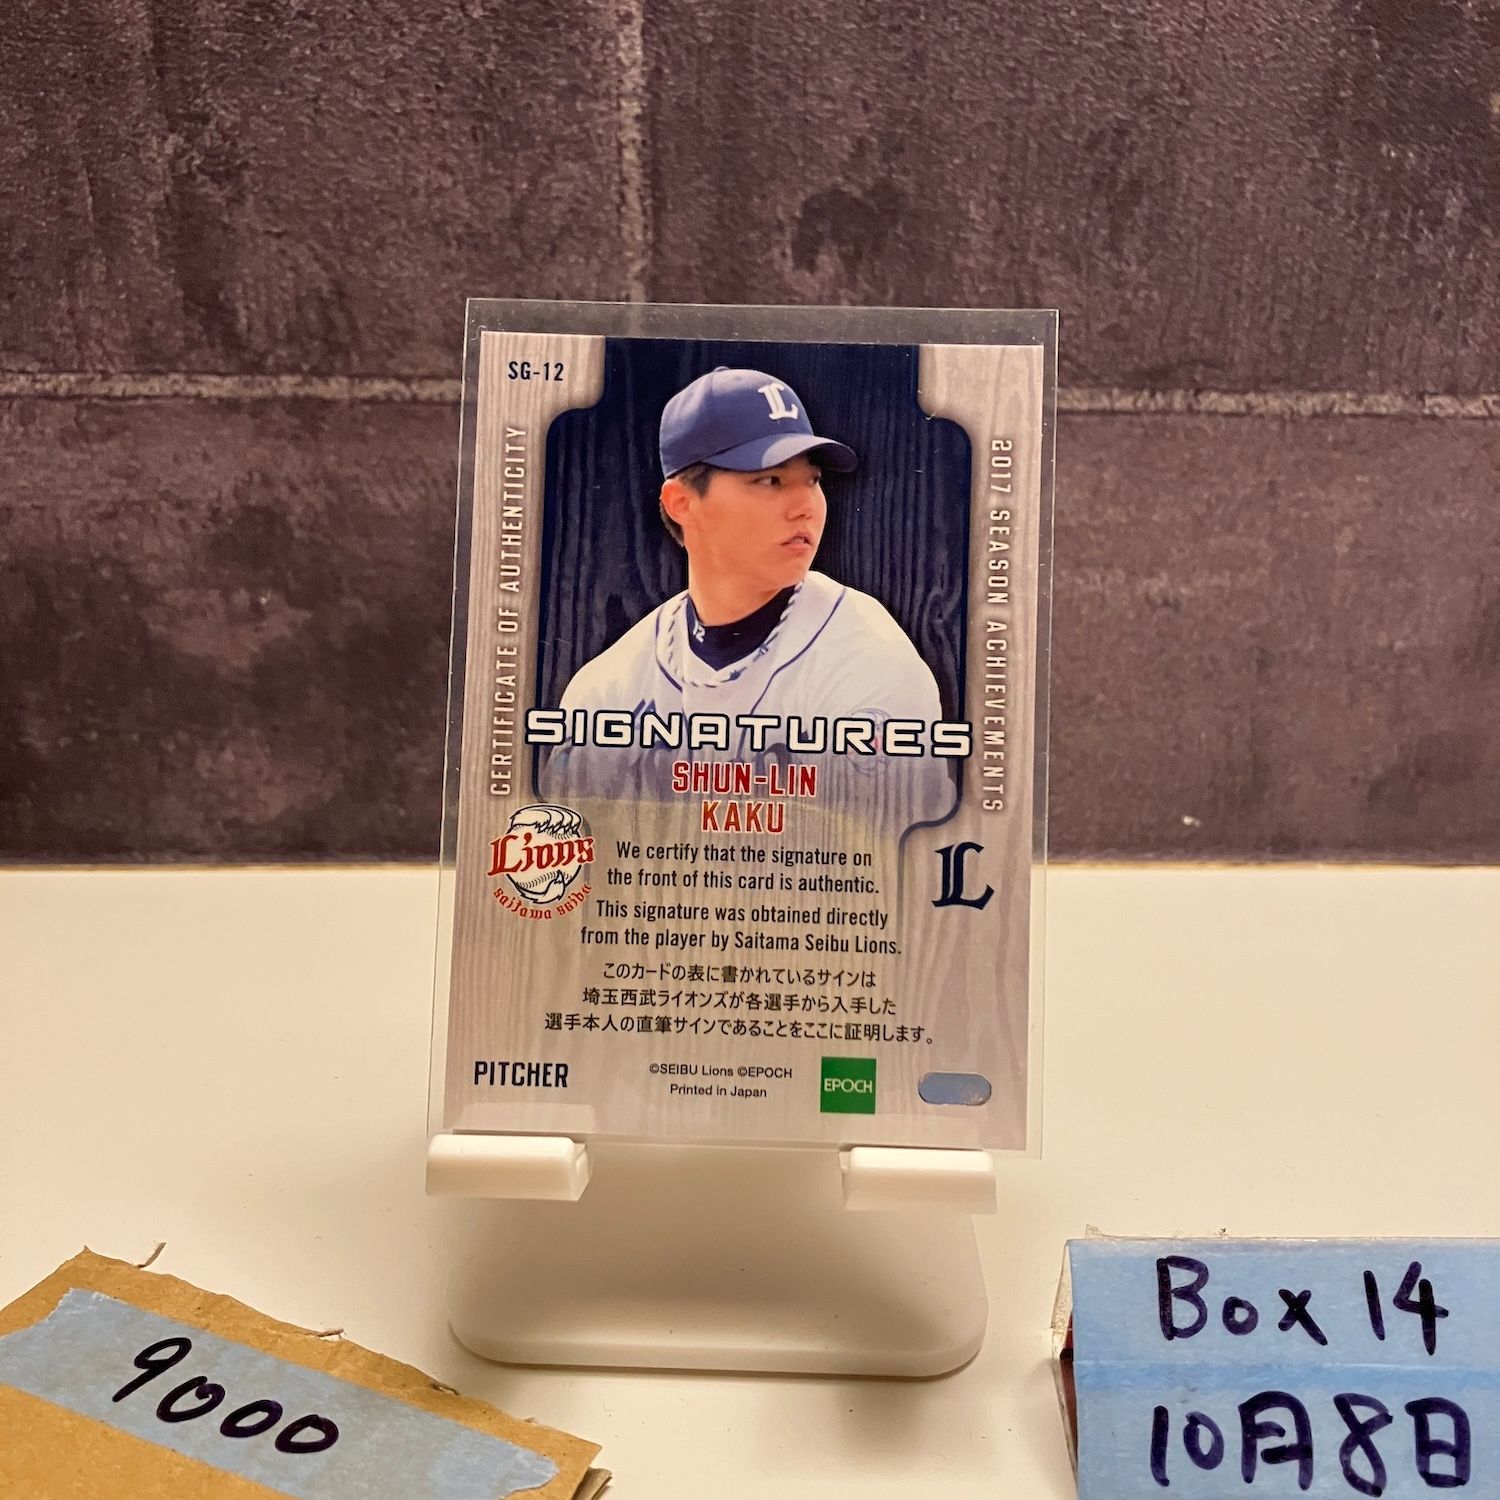 SG-12
L
CERTIFICATE OF AUTHENTICITY
2017 SEASON ACHIEVEMENTS
12
SIGNATURES
SHUN-LIN
KAKU
Lions
saitama seibu
L
We certify that the signature on
the front of this card is authentic.
This signature was obtained directly
from the player by Saitama Seibu Lions.
このカードの表に書かれているサインは
埼玉西武ライオンズが各選手から入手した
選手本人の直筆サインであることをここに証明します。
PITCHER
©SEIBU Lions ©EPOCH
Printed in Japan
EPOCH
9000
Box 14
10月8日